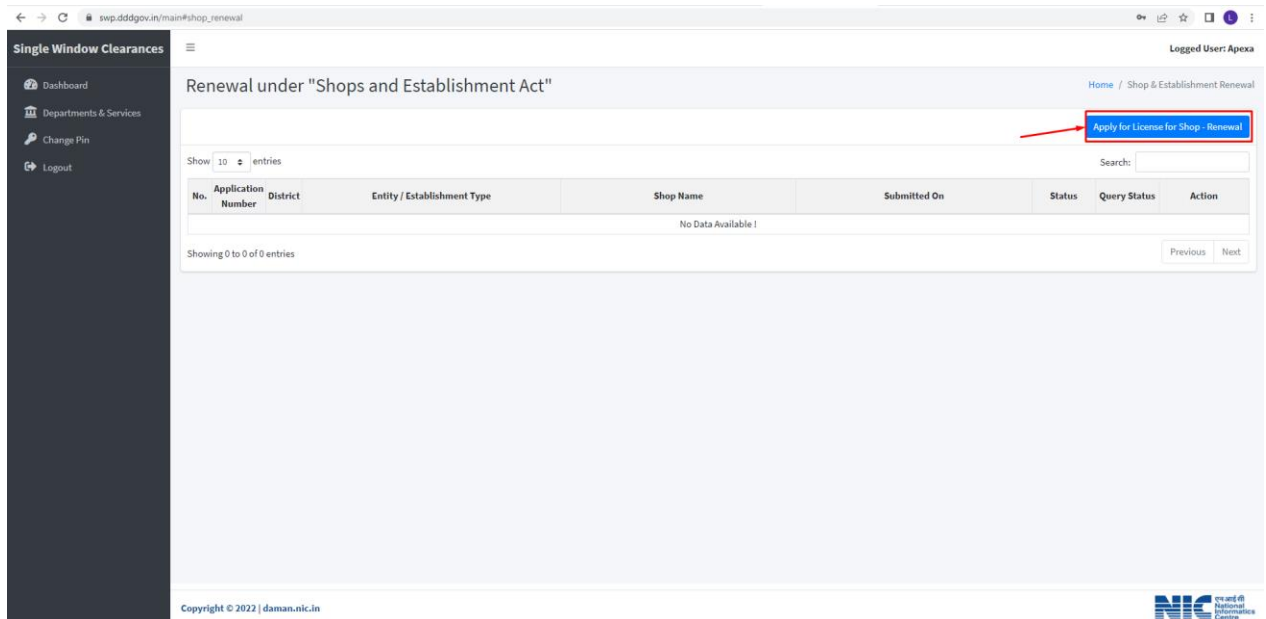 swp.dddgov.in/main#shop_renewal
L
Single Window Clearances
Logged User: Apexa
Dashboard
Departments & Services
Change Pin
Logout
Renewal under "Shops and Establishment Act"
Home / Shop & Establishment Renewal
Apply for License for Shop - Renewal
Show 10 entries
Search:
No. Application Number District Entity / Establishment Type Shop Name Submitted On Status Query Status Action
No Data Available !
Showing 0 to 0 of 0 entries
Previous Next
Copyright © 2022 | daman.nic.in
NIC
एन आई सी
National
Informatics
Centre